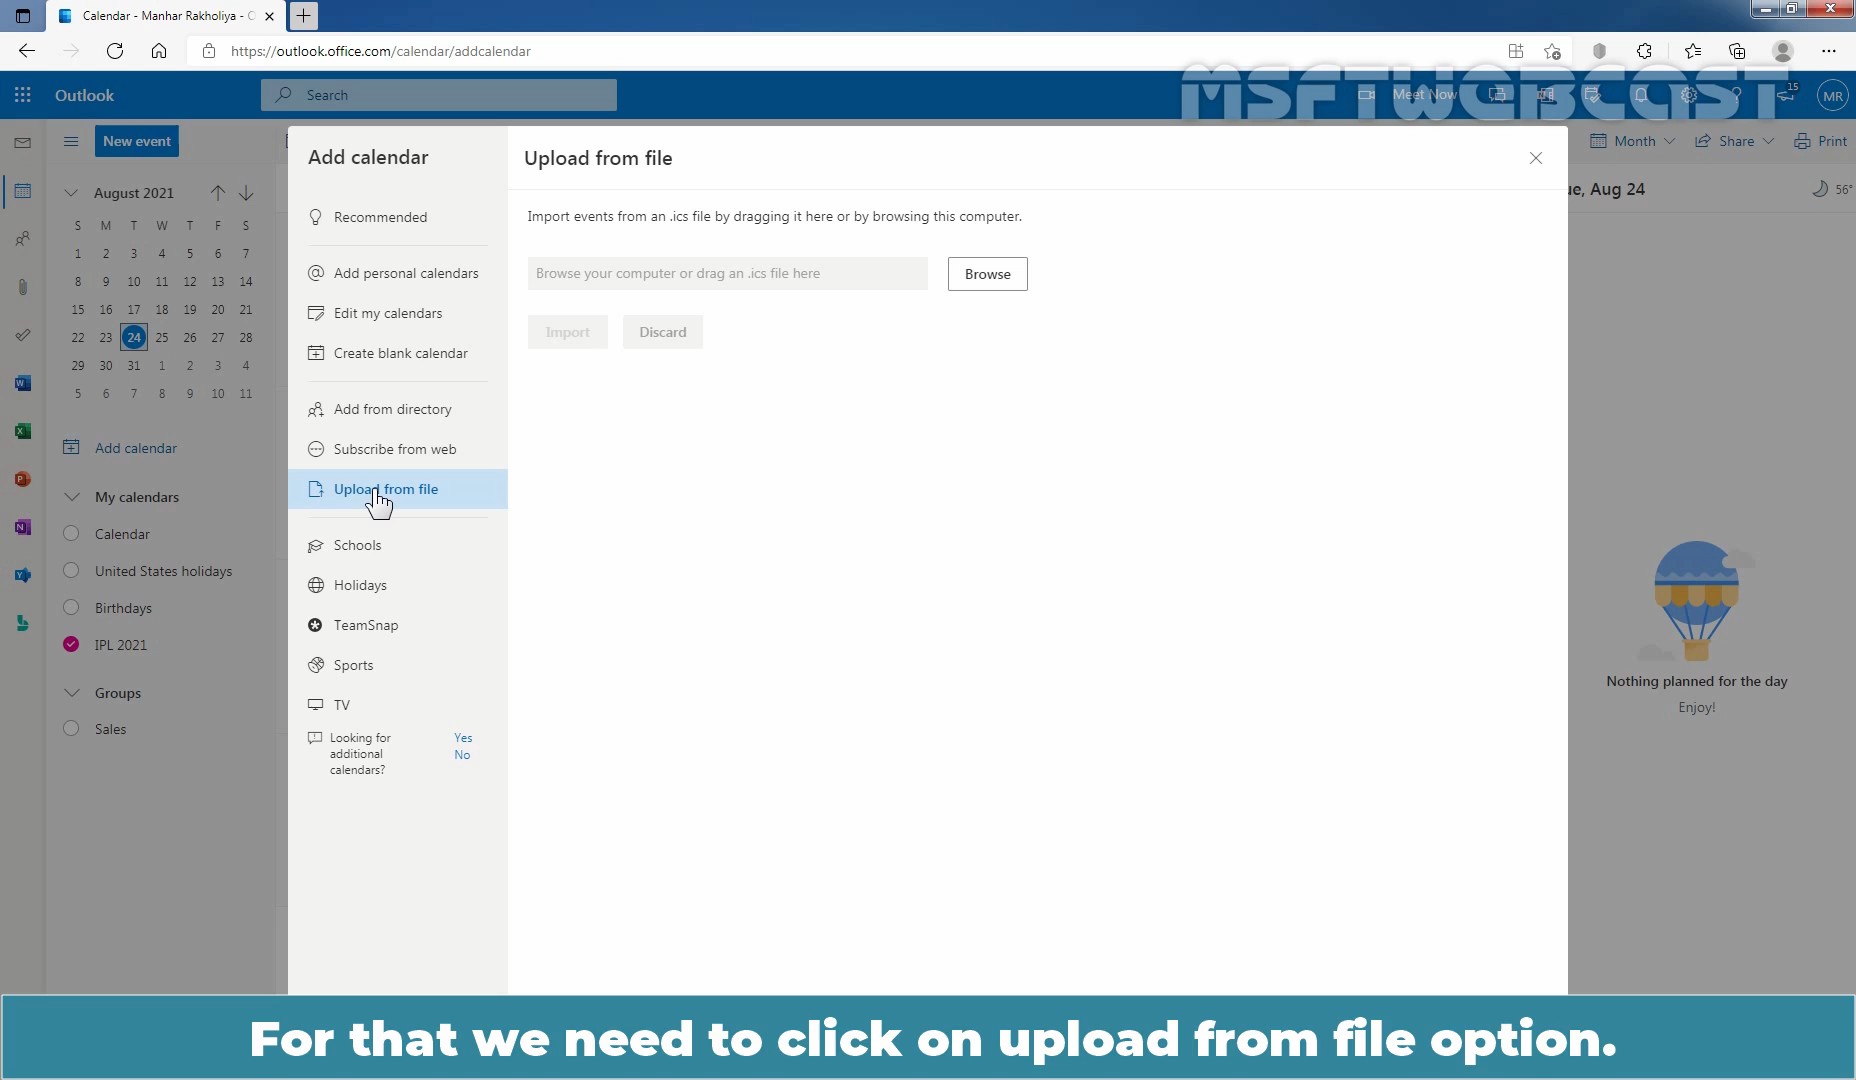 Calendar - Manhar Rakholiya - O
https://outlook.office.com/calendar/addcalendar
MSFTWEBCAST
Outlook
Search
Meet Now
15
MR
New event
Month
Share
Print
August 2021
S M T W T F S
1 2 3 4 5 6 7
8 9 10 11 12 13 14
15 16 17 18 19 20 21
22 23 24 25 26 27 28
29 30 31 1 2 3 4
5 6 7 8 9 10 11
Add calendar
My calendars
Calendar
United States holidays
Birthdays
IPL 2021
Groups
Sales
Add calendar
Recommended
Add personal calendars
Edit my calendars
Create blank calendar
Add from directory
Subscribe from web
Upload from file
Schools
Holidays
TeamSnap
Sports
TV
Looking for
additional
calendars?
Yes
No
Upload from file
Import events from an .ics file by dragging it here or by browsing this computer.
Browse your computer or drag an .ics file here
Browse
Import
Discard
ue, Aug 24
56°
Nothing planned for the day
Enjoy!
For that we need to click on upload from file option.